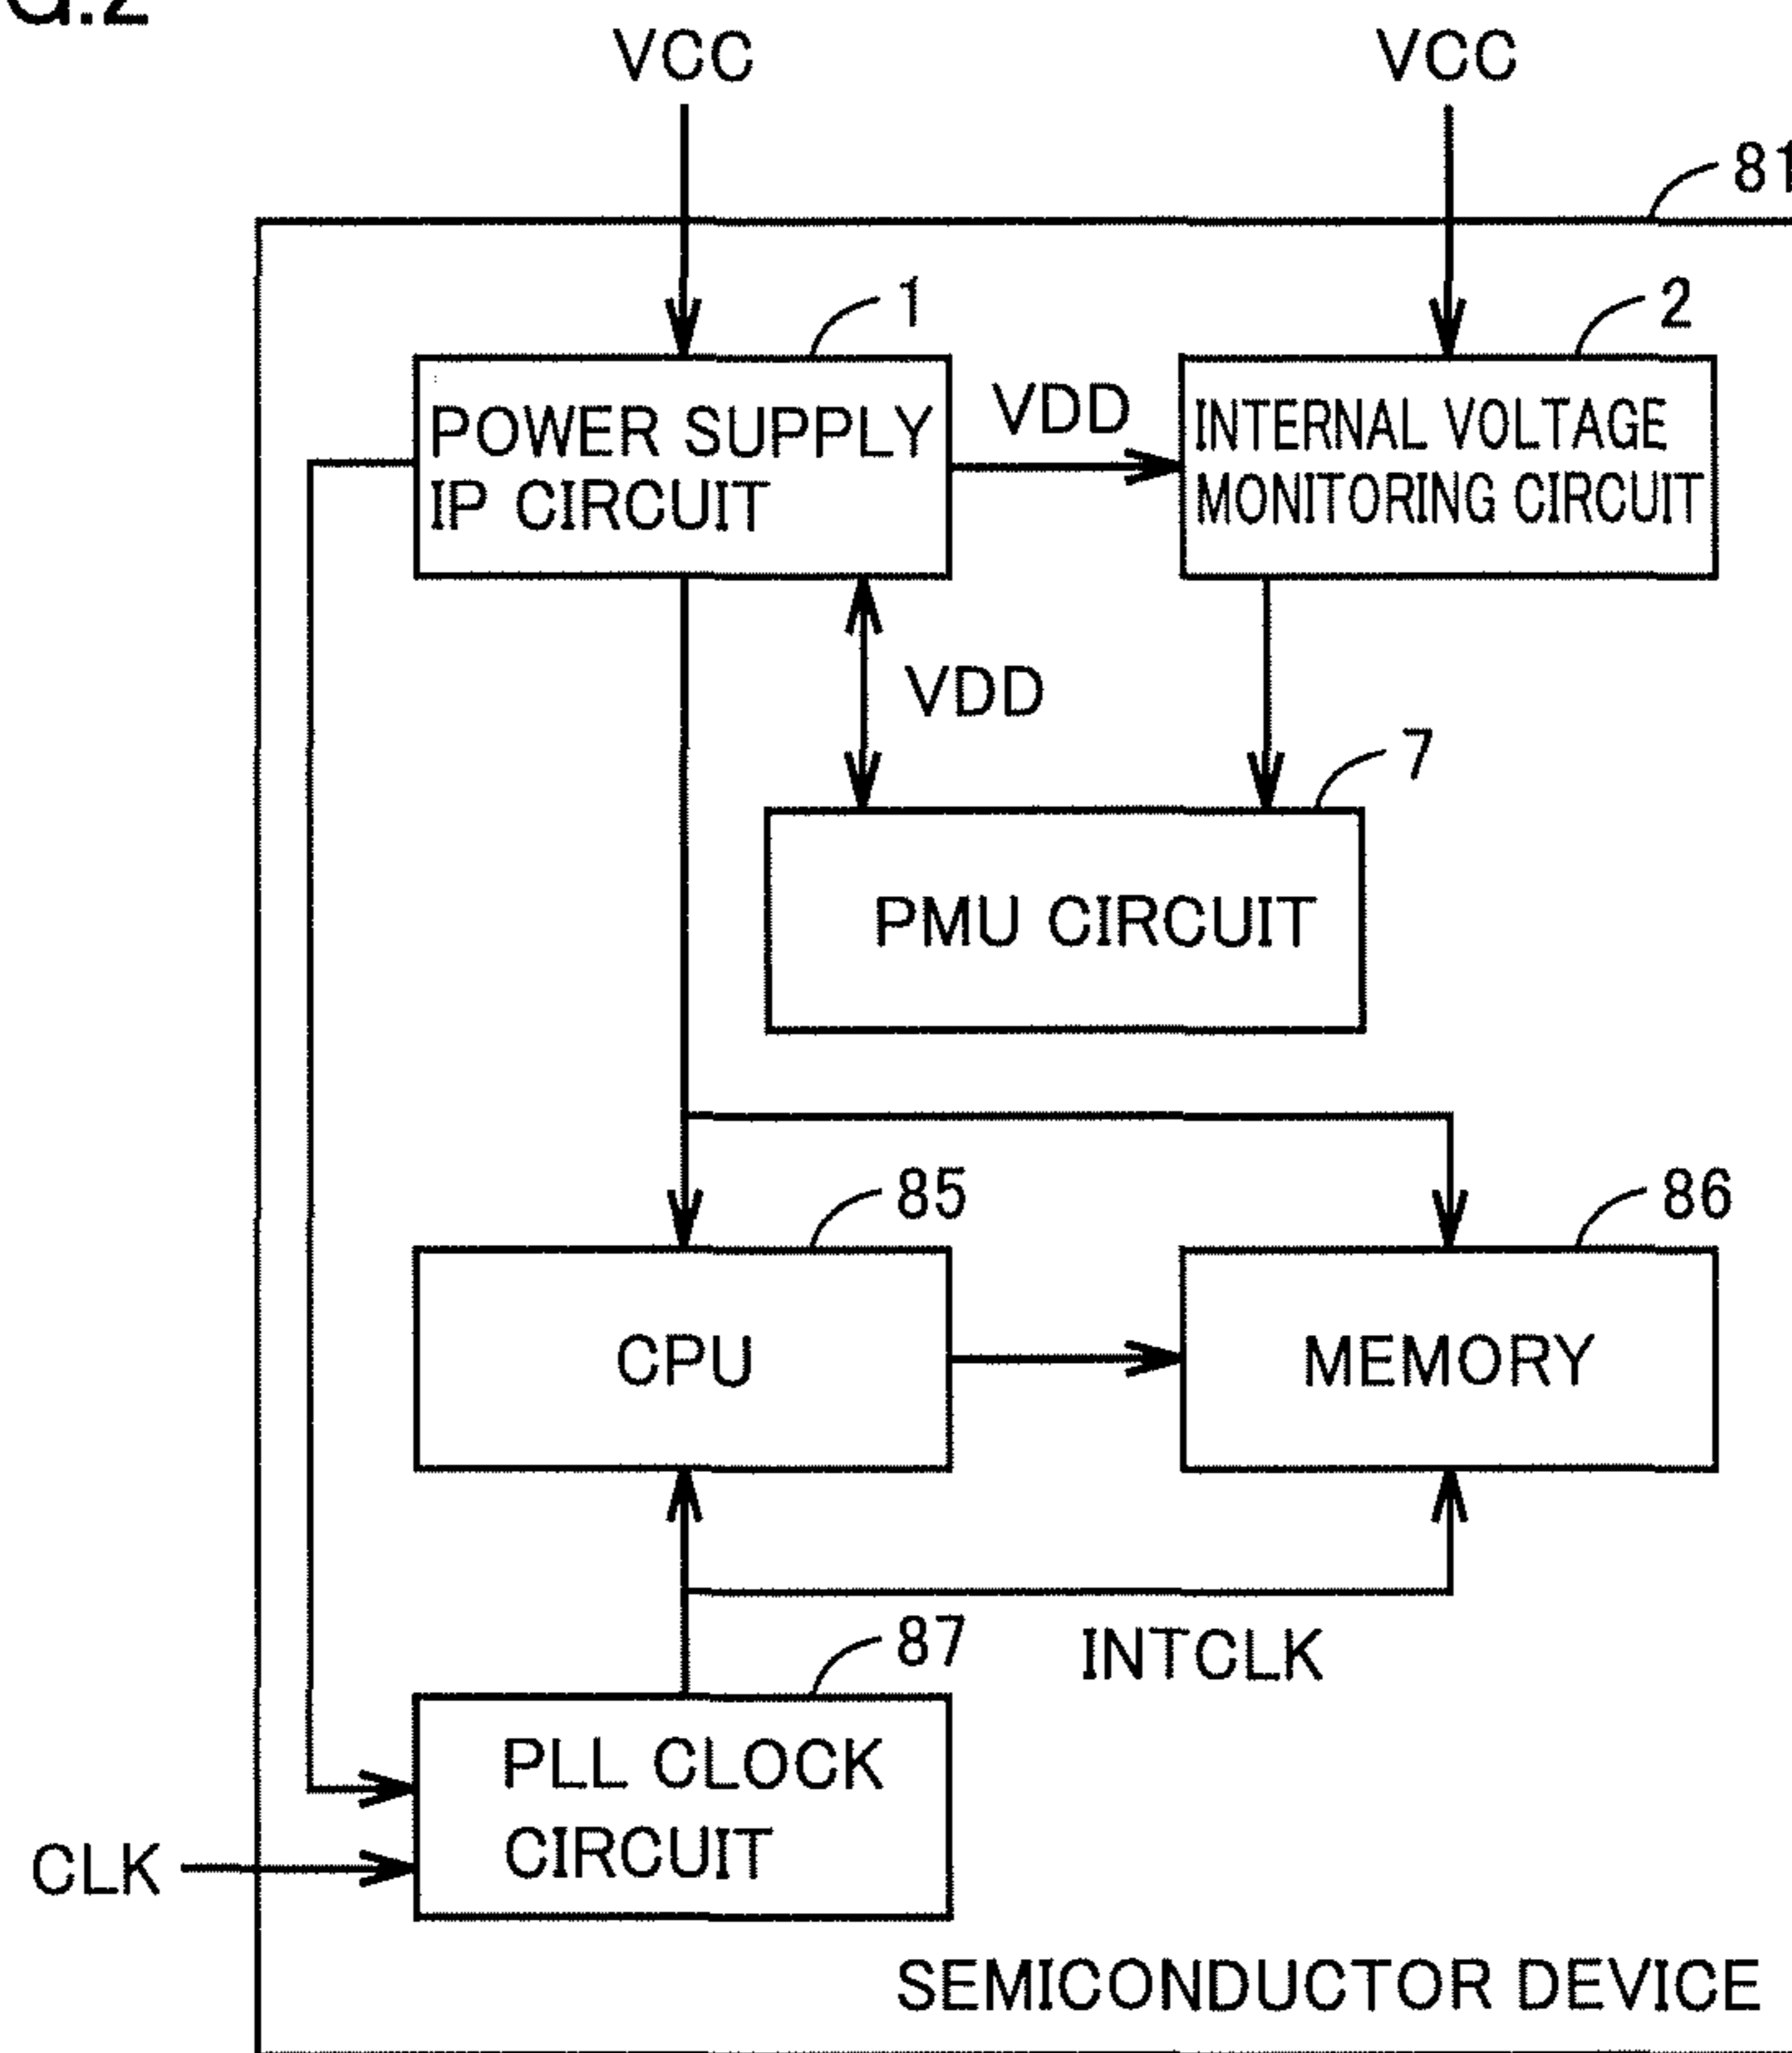 G.2
VCC
VCC
81
1
2
POWER SUPPLY
IP CIRCUIT
VDD
INTERNAL VOLTAGE
MONITORING CIRCUIT
VDD
7
PMU CIRCUIT
85
86
CPU
MEMORY
87
INTCLK
PLL CLOCK
CIRCUIT
CLK
SEMICONDUCTOR DEVICE